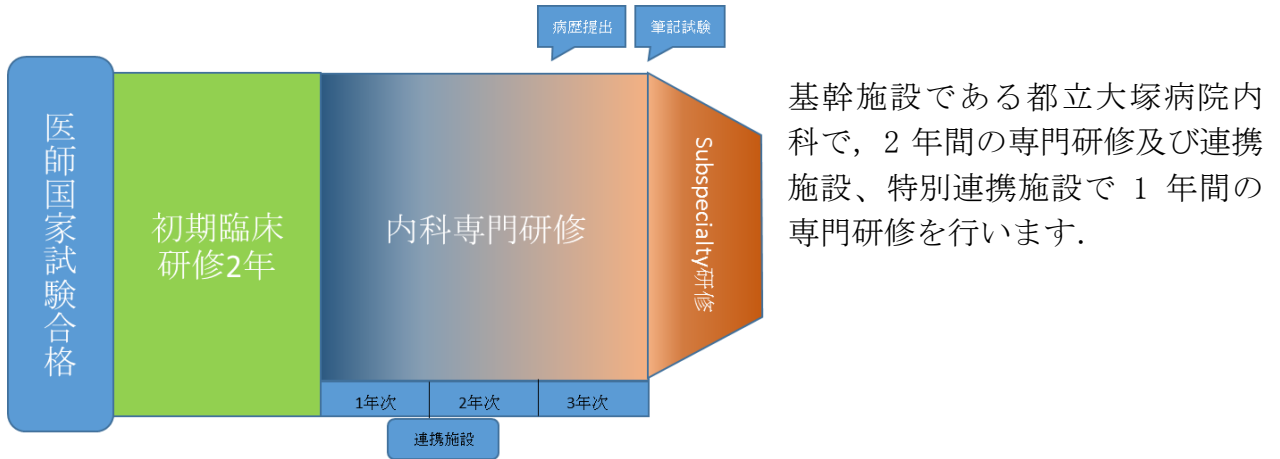 病歴提出
筆記試験
医師国家試験合格
初期臨床
研修2年
内科専門研修
Subspecialty研修
1年次
2年次
3年次
連携施設
基幹施設である都立大塚病院内
科で，2 年間の専門研修及び連携
施設、特別連携施設で 1 年間の
専門研修を行います．